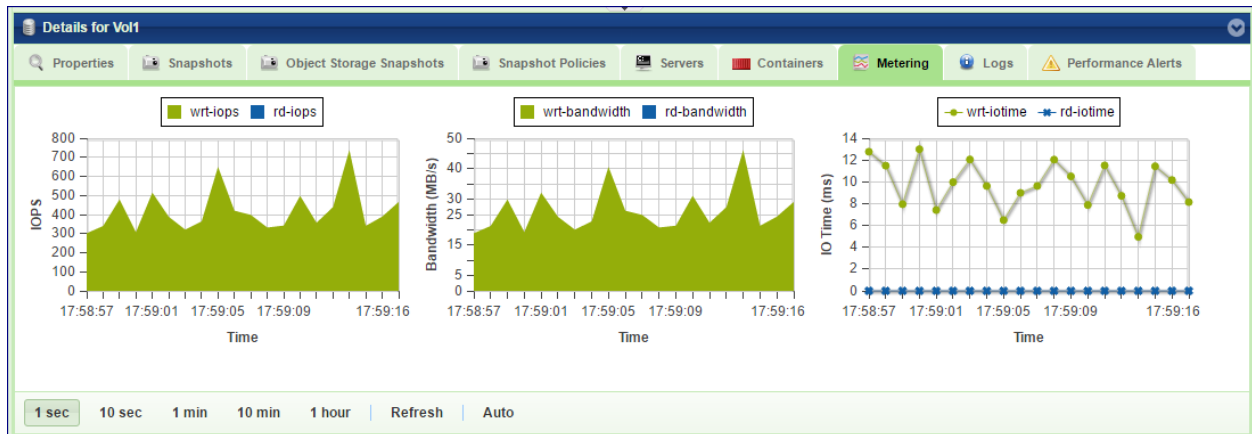 Details for Vol1
Properties Snapshots Object Storage Snapshots Snapshot Policies Servers Containers Metering Logs Performance Alerts
wrt-iops rd-iops
800
700
600
500
400
300
200
100
0
IOPS
17:58:57 17:59:01 17:59:05 17:59:09 17:59:16
Time
wrt-bandwidth rd-bandwidth
50
40
30
25
15
5
0
Bandwidth (MB/s)
17:58:57 17:59:01 17:59:05 17:59:09 17:59:16
Time
wrt-iotime rd-iotime
14
12
10
8
6
4
2
0
IO Time (ms)
17:58:57 17:59:01 17:59:05 17:59:09 17:59:16
Time
1 sec 10 sec 1 min 10 min 1 hour Refresh Auto